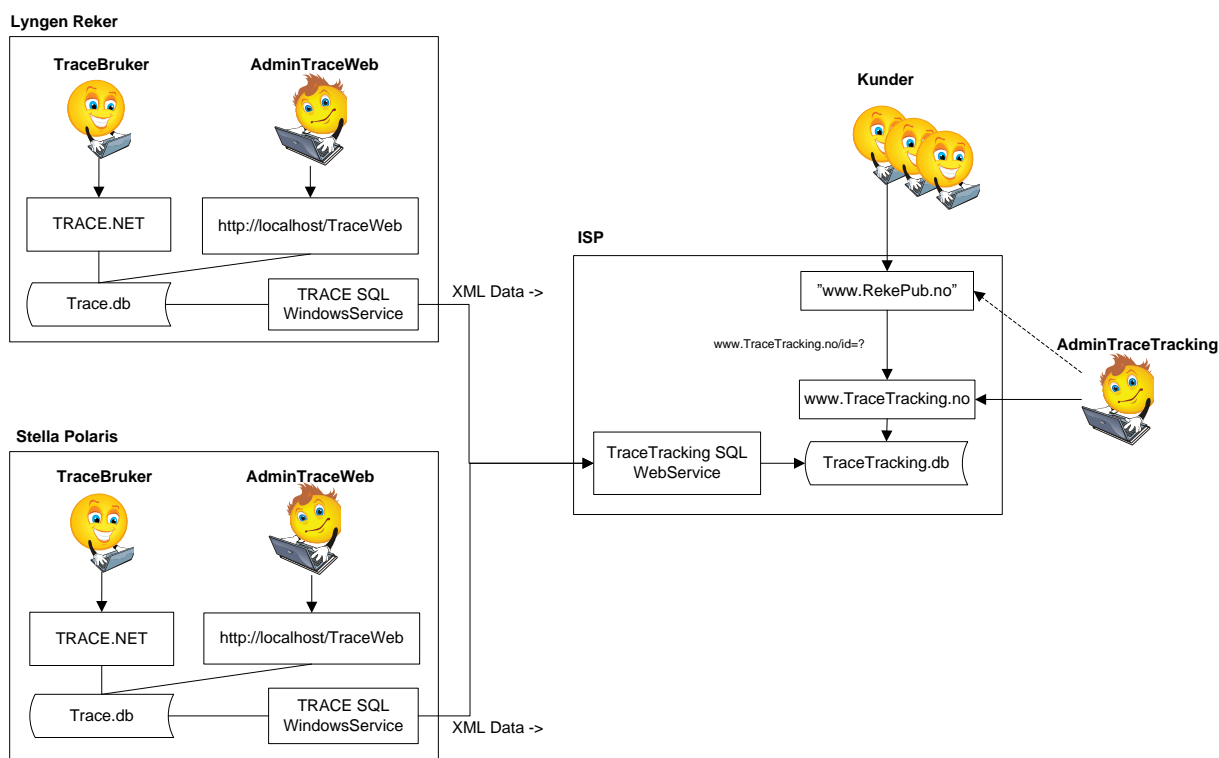 Lyngen Reker
TraceBruker
AdminTraceWeb
TRACE.NET
http://localhost/TraceWeb
Trace.db
TRACE SQL
WindowsService
XML Data ->
Stella Polaris
TraceBruker
AdminTraceWeb
TRACE.NET
http://localhost/TraceWeb
Trace.db
TRACE SQL
WindowsService
XML Data ->
Kunder
ISP
”www.RekePub.no”
www.TraceTracking.no/id=?
AdminTraceTracking
www.TraceTracking.no
TraceTracking SQL
WebService
TraceTracking.db